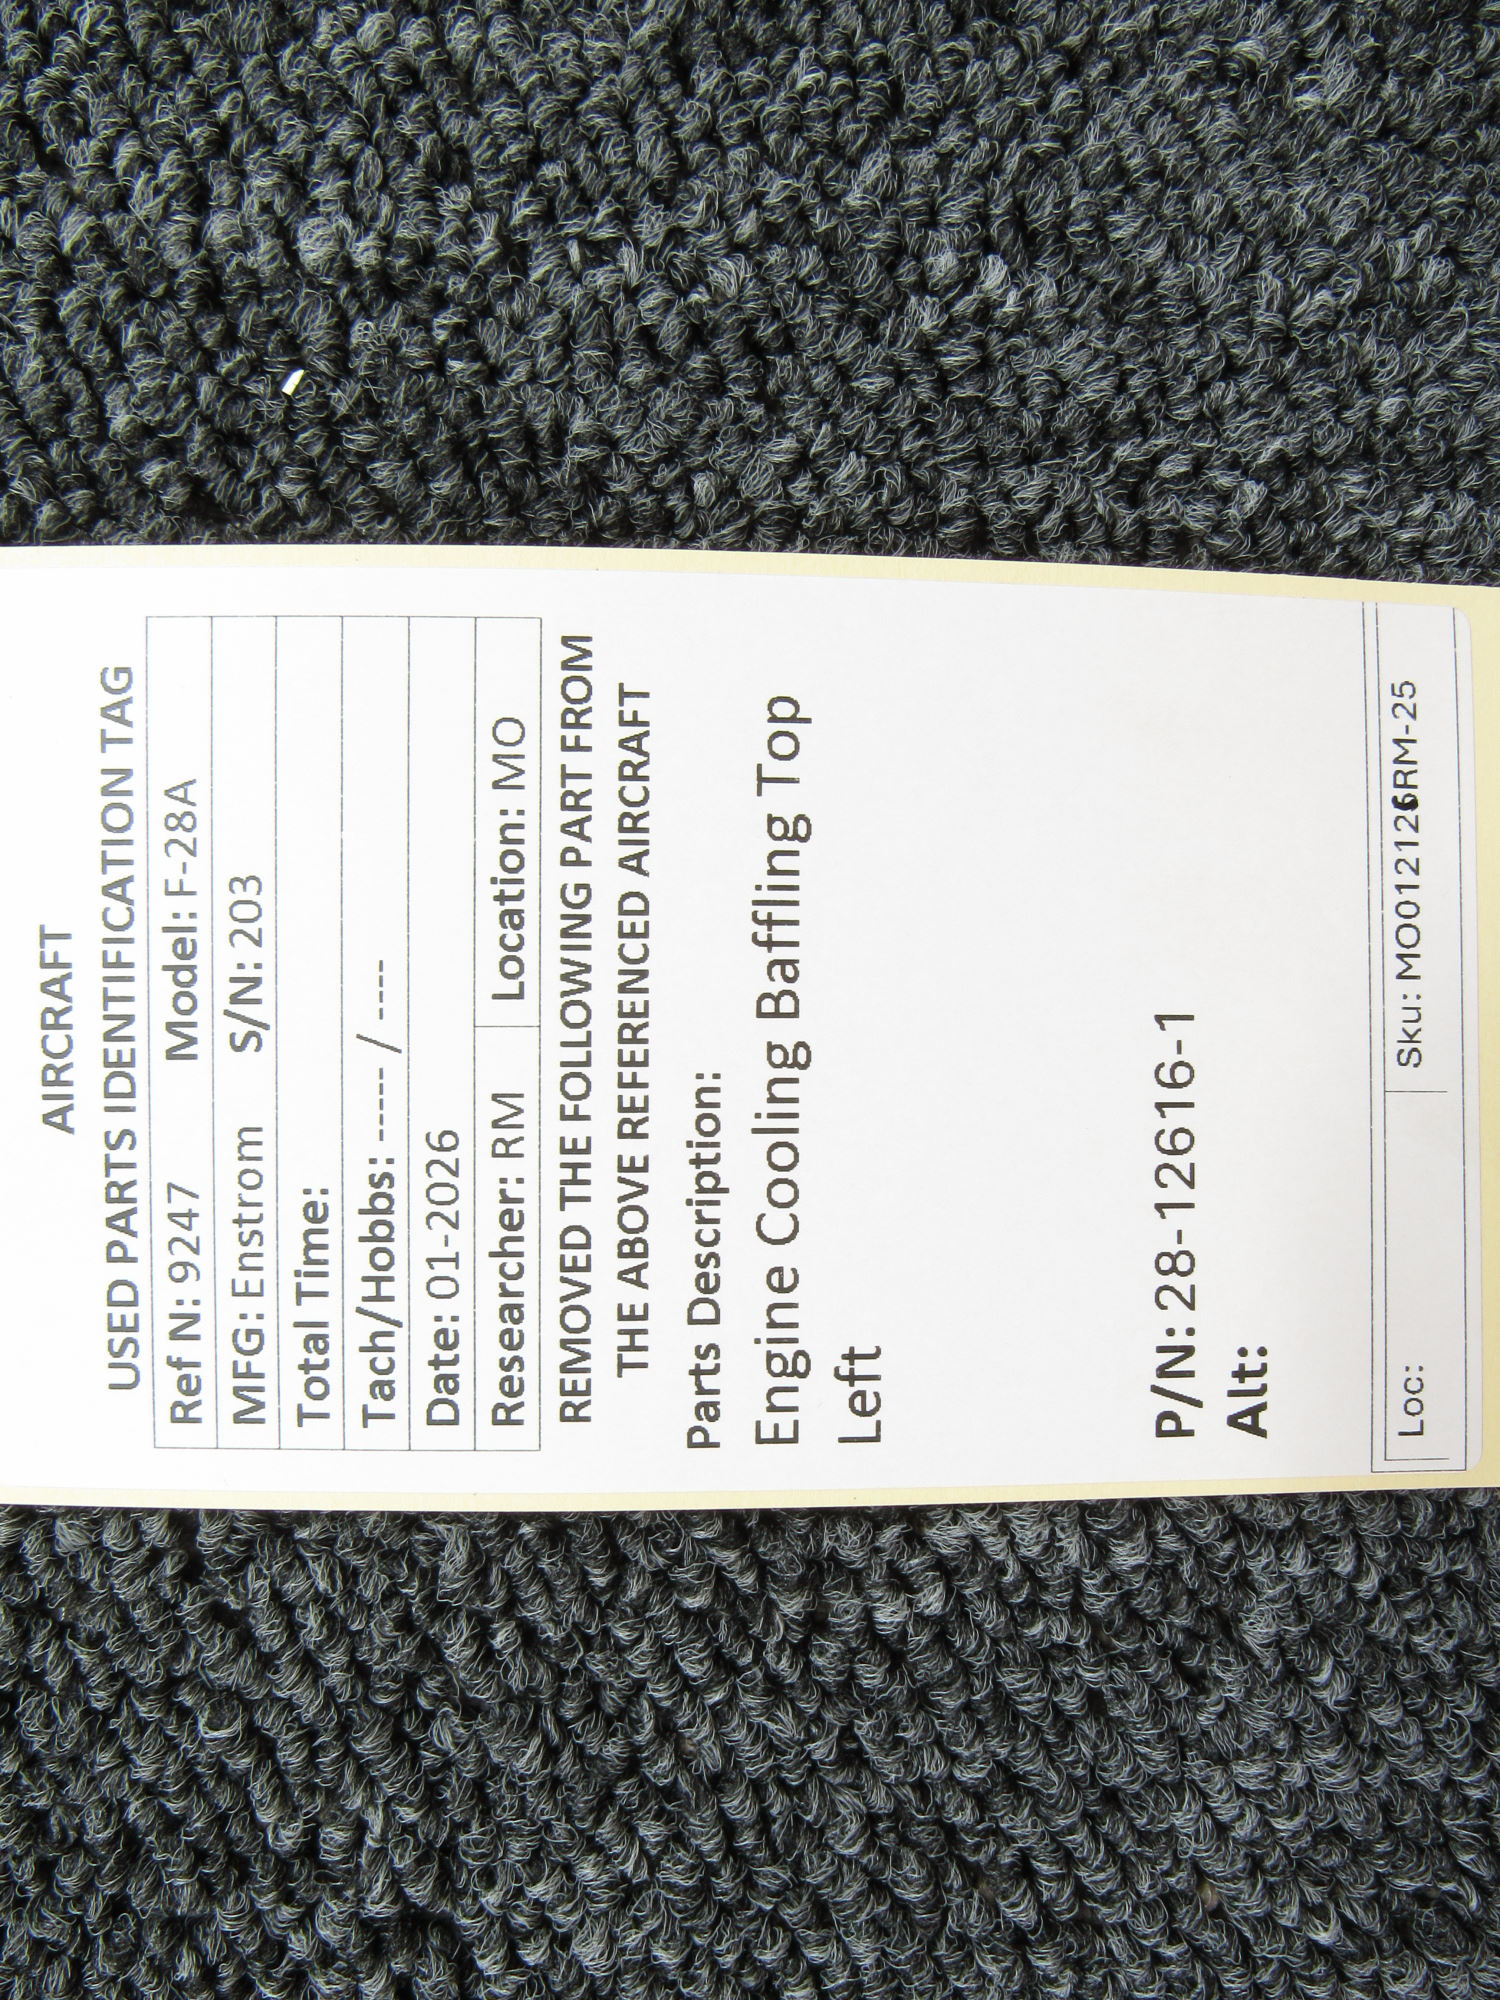 AIRCRAFT
USED PARTS IDENTIFICATION TAG
Ref N: 9247 Model: F-28A
MFG: Enstrom S/N: 203
Total Time:
Tach/Hobbs: ----- / ----
Date: 01-2026
Researcher: RM Location: MO
REMOVED THE FOLLOWING PART FROM
THE ABOVE REFERENCED AIRCRAFT
Parts Description:
Engine Cooling Baffling Top
Left
P/N: 28-12616-1
Alt:
Loc: Sku: MO012126RM-25